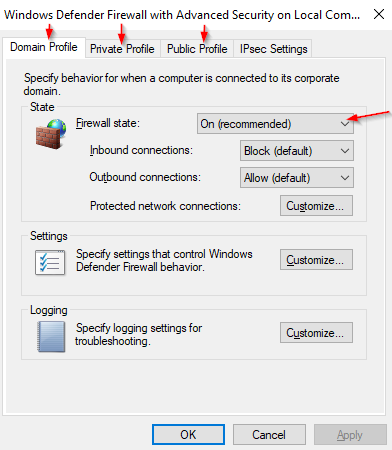 Windows Defender Firewall with Advanced Security on Local Com...
Domain Profile Private Profile Public Profile IPsec Settings
Specify behavior for when a computer is connected to its corporate
domain.
State
Firewall state: On (recommended)
Inbound connections: Block (default)
Outbound connections: Allow (default)
Protected network connections: Customize...
Settings
Specify settings that control Windows
Defender Firewall behavior.
Customize...
Logging
Specify logging settings for
troubleshooting.
Customize...
OK Cancel Apply